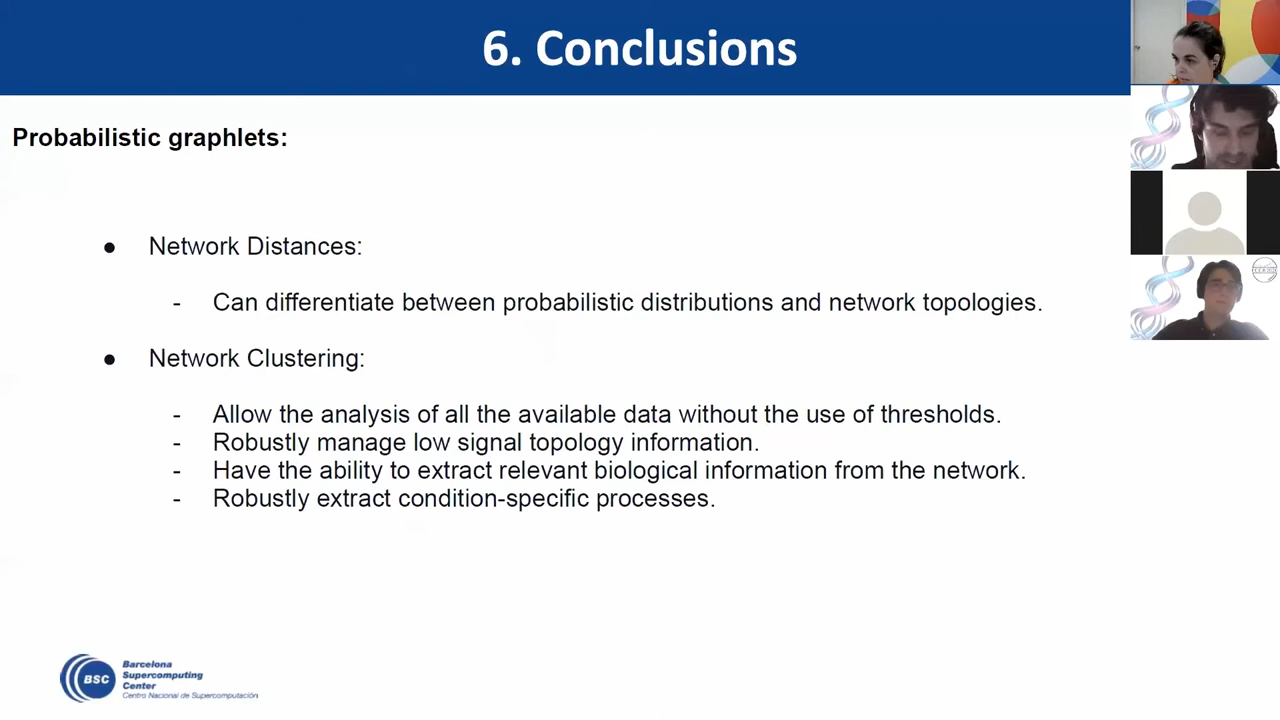 6. Conclusions
Probabilistic graphlets:
● Network Distances:
- Can differentiate between probabilistic distributions and network topologies.
● Network Clustering:
- Allow the analysis of all the available data without the use of thresholds.
- Robustly manage low signal topology information.
- Have the ability to extract relevant biological information from the network.
- Robustly extract condition-specific processes.
BSC
Barcelona
Supercomputing
Center
Centro Nacional de Supercomputación